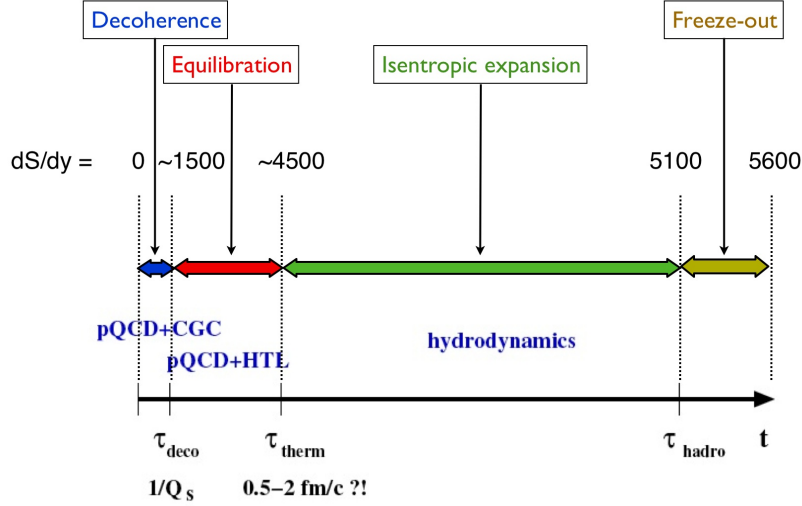 Decoherence
Freeze-out
Equilibration
Isentropic expansion
dS/dy = 0 ~1500 ~4500 5100 5600
pQCD+CGC
hydrodynamics
pQCD+HTL
τdeco τtherm τhadro t
1/Qs 0.5–2 fm/c ?!